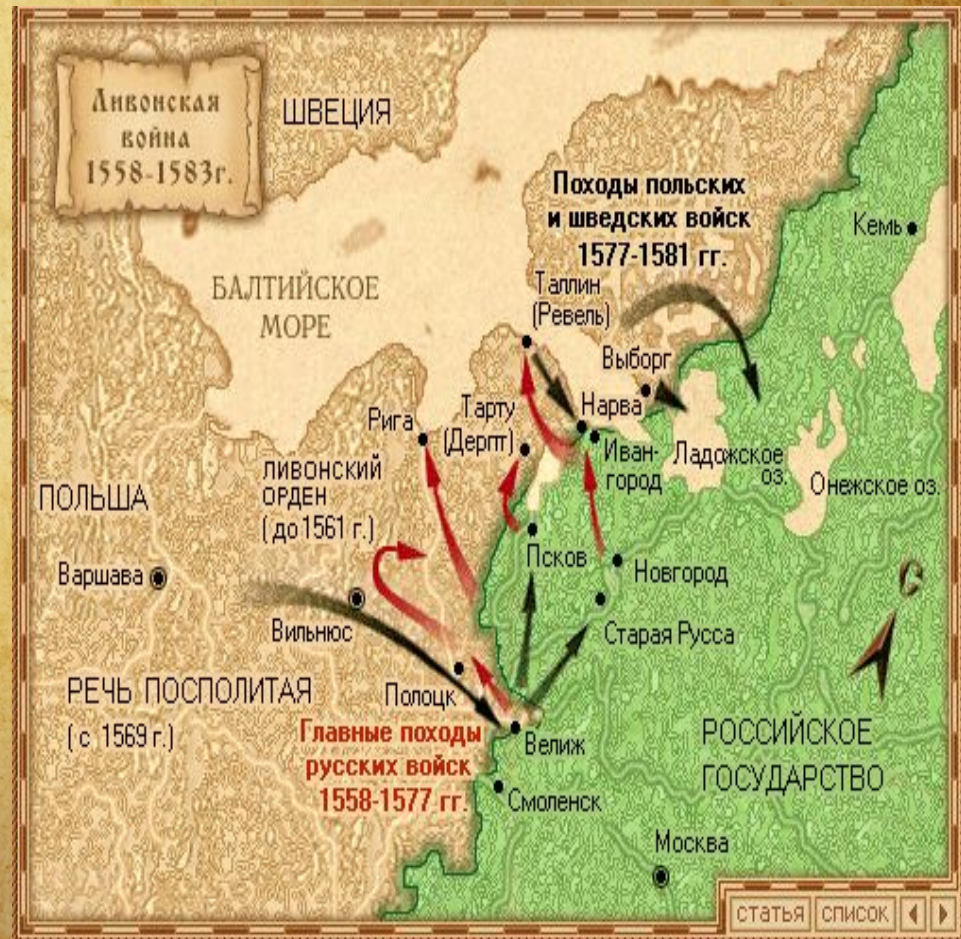 Ливонская
война
1558-1583г.
ШВЕЦИЯ
Походы польских
и шведских войск
1577-1581 гг.
Кемь
БАЛТИЙСКОЕ
МОРЕ
Таллин
(Ревель)
Выборг
Нарва
Рига
Тарту
(Дерпт)
Иван-
город
Ладожское
оз.
Онежское оз.
ЛИВОНСКИЙ
ОРДЕН
(до 1561 г.)
ПОЛЬША
Варшава
Псков
Новгород
С
Вильнюс
Старая Русса
РЕЧЬ ПОСПОЛИТАЯ
(с 1569 г.)
Полоцк
Главные походы
русских войск
1558-1577 гг.
Велиж
РОССИЙСКОЕ
ГОСУДАРСТВО
Смоленск
Москва
статья список